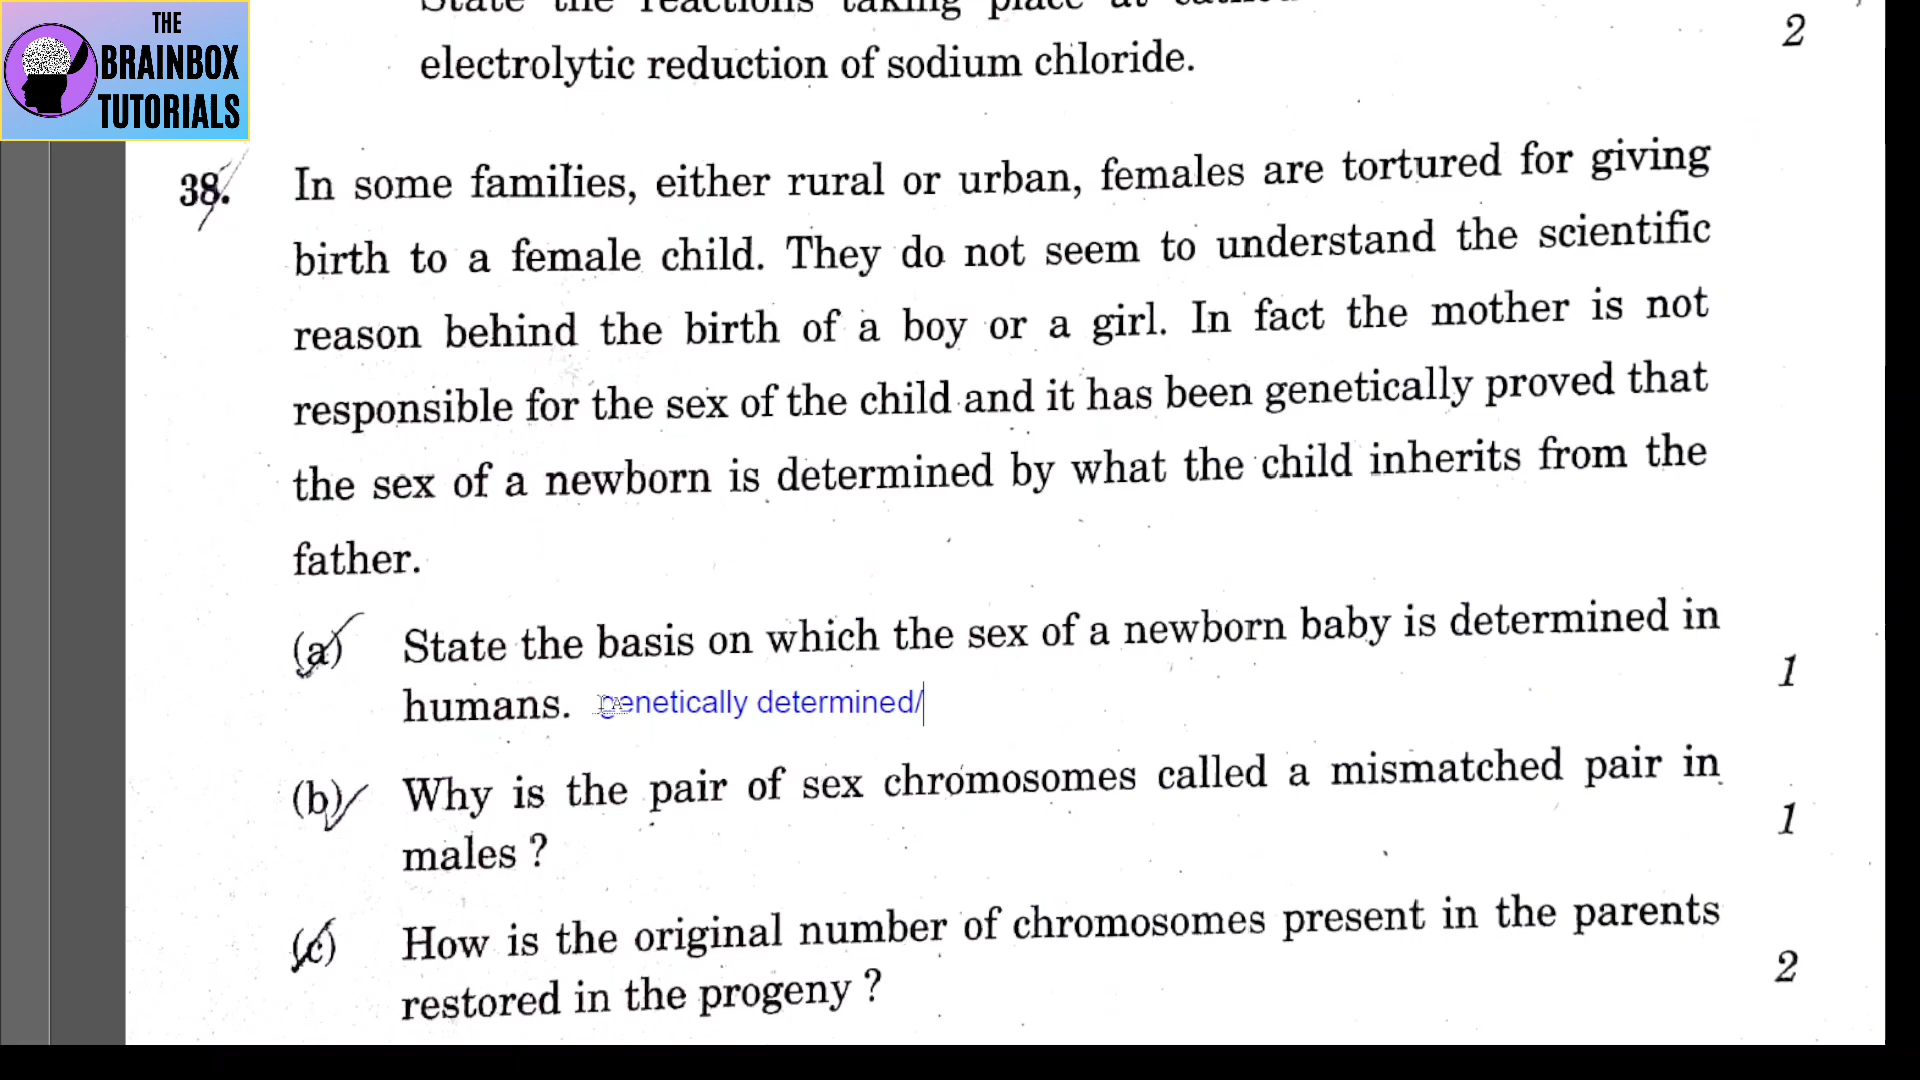 THE
BRAINBOX
TUTORIALS
electrolytic reduction of sodium chloride.
2
38. In some families, either rural or urban, females are tortured for giving
birth to a female child. They do not seem to understand the scientific
reason behind the birth of a boy or a girl. In fact the mother is not
responsible for the sex of the child and it has been genetically proved that
the sex of a newborn is determined by what the child inherits from the
father.
(a) State the basis on which the sex of a newborn baby is determined in
humans. genetically determined/
1
(b) Why is the pair of sex chromosomes called a mismatched pair in
males ?
1
(c) How is the original number of chromosomes present in the parents
restored in the progeny ?
2